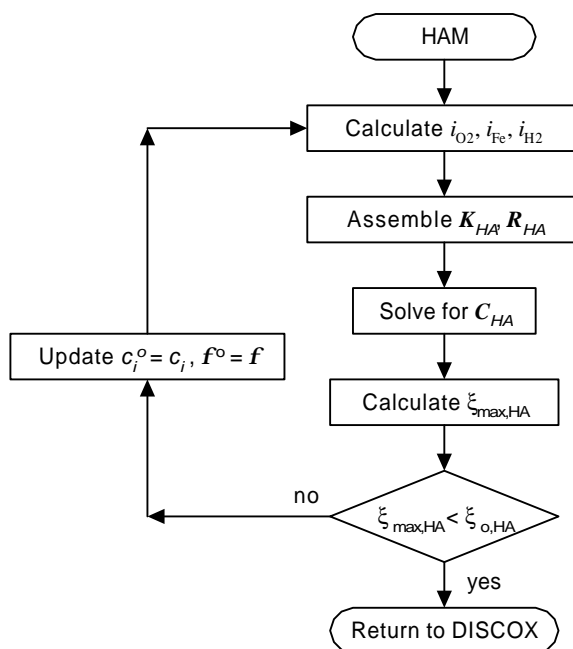 HAM
Calculate i_O2, i_Fe, i_H2
Assemble K_HA, R_HA
Solve for C_HA
Update c_i^o = c_i, f^o = f
Calculate ξ_max,HA
no
ξ_max,HA < ξ_o,HA
yes
Return to DISCOX